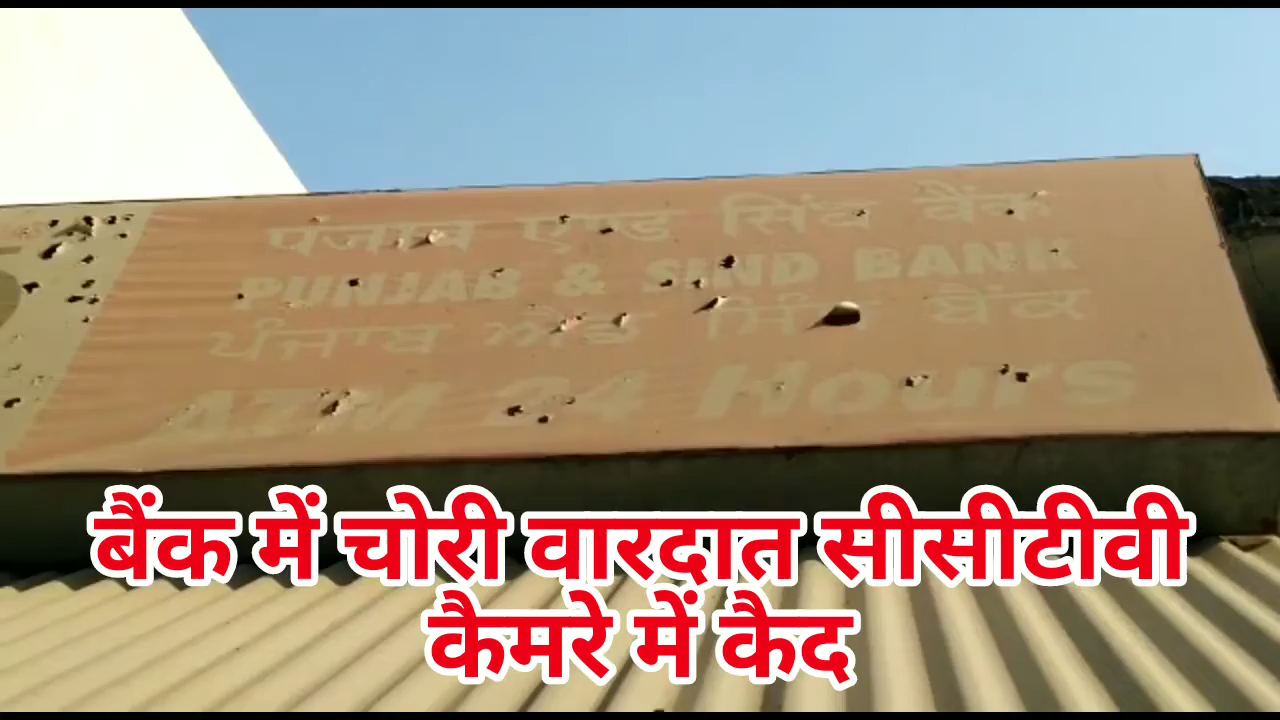 पंजाब एण्ड सिंध बैंक
PUNJAB & SIND BANK
ਪੰਜਾਬ ਐਂਡ ਸਿੰਧ ਬੈਂਕ
ATM 24 Hours
बैंक में चोरी वारदात सीसीटीवी
कैमरे में कैद